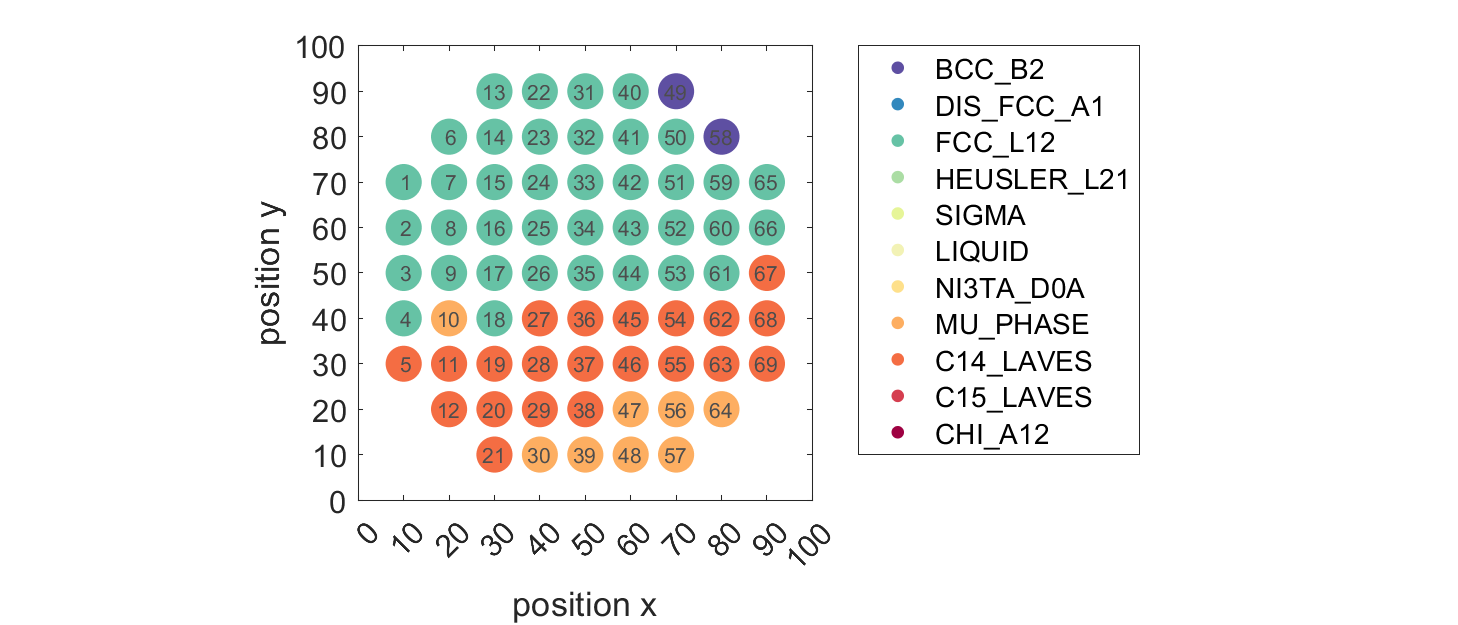 100
90 13 22 31 40 49
80 6 14 23 32 41 50 58
70 1 7 15 24 33 42 51 59 65
60 2 8 16 25 34 43 52 60 66
50 3 9 17 26 35 44 53 61 67
40 4 10 18 27 36 45 54 62 68
30 5 11 19 28 37 46 55 63 69
20 12 20 29 38 47 56 64
10 21 30 39 48 57
0
0 10 20 30 40 50 60 70 80 90 100
position x
position y
BCC_B2
DIS_FCC_A1
FCC_L12
HEUSLER_L21
SIGMA
LIQUID
NI3TA_D0A
MU_PHASE
C14_LAVES
C15_LAVES
CHI_A12